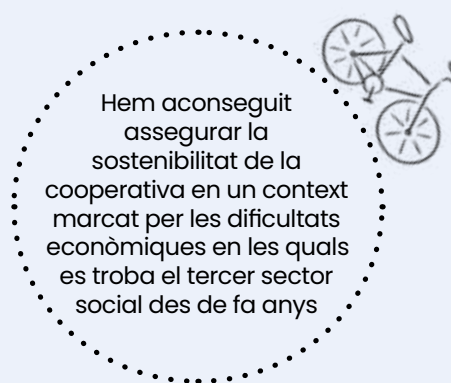 Hem aconseguit
assegurar la
sostenibilitat de la
cooperativa en un context
marcat per les dificultats
econòmiques en les quals
es troba el tercer sector
social des de fa anys